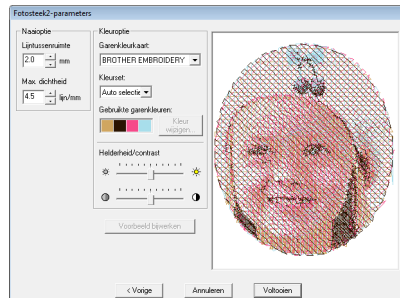 Fotosteek2-parameters
Naaioptie
Lijntussenruimte
2.0 mm
Max. dichtheid
4.5 lijn/mm
Kleuroptie
Garenkleurkaart:
BROTHER EMBROIDERY
Kleurset:
Auto selectie
Gebruikte garenkleuren:
Kleur
wijzigen...
Helderheid/contrast
Voorbeeld bijwerken
< Vorige
Annuleren
Voltooien